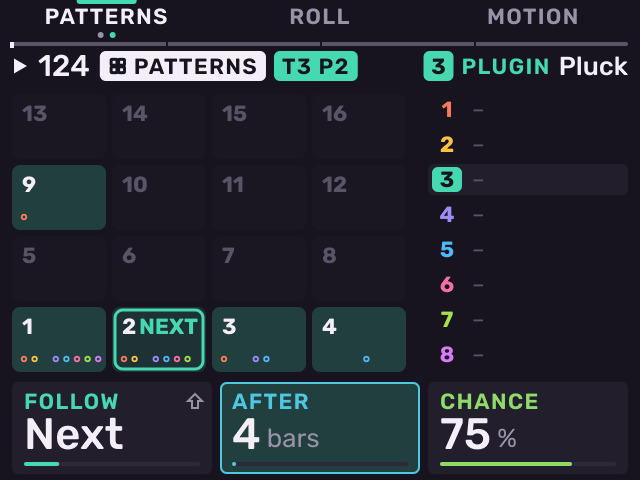 PATTERNS ROLL MOTION
124 PATTERNS T3 P2 3 PLUGIN Pluck
13 14 15 16
9 10 11 12
5 6 7 8
1 2 NEXT 3 4
1 –
2 –
3 –
4 –
5 –
6 –
7 –
8 –
FOLLOW
Next
AFTER
4 bars
CHANCE
75 %